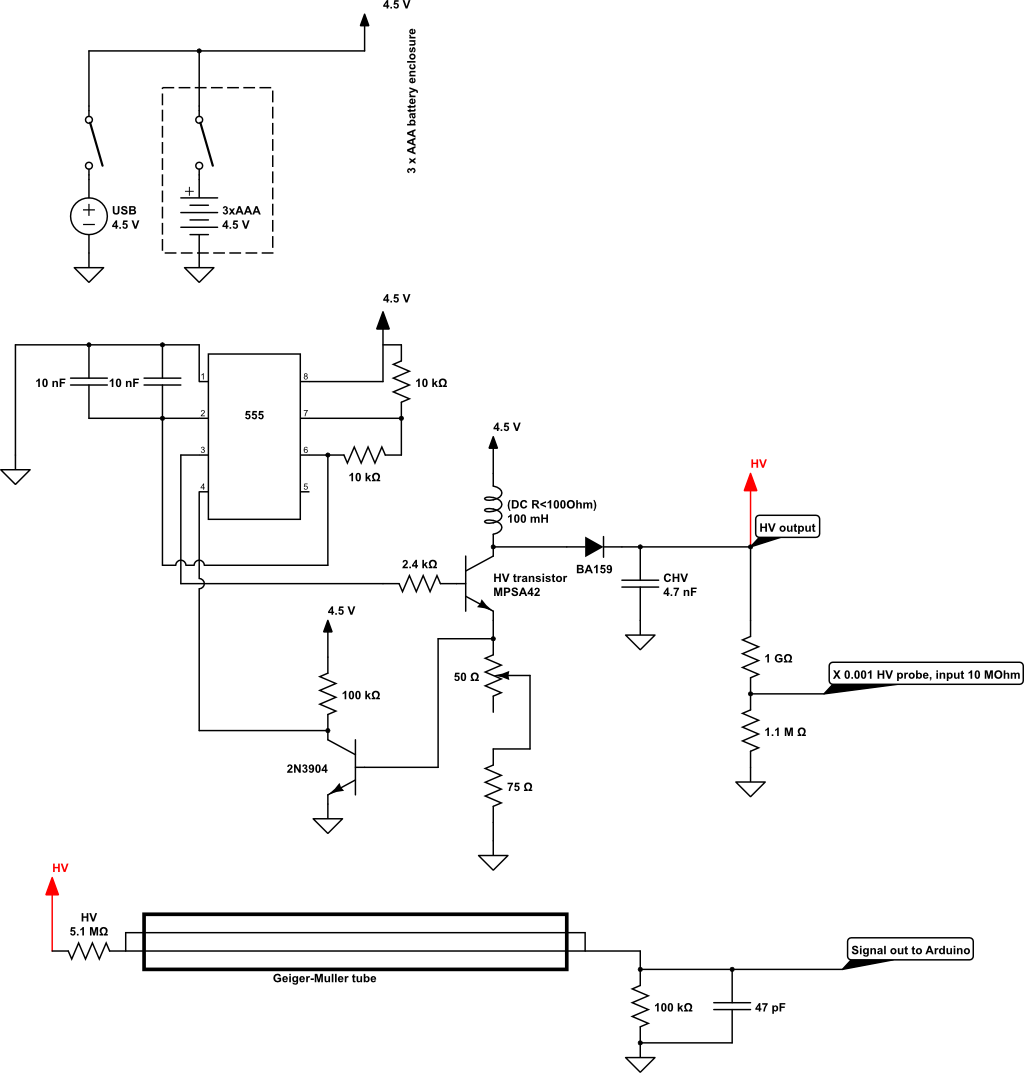 4.5 V
3 x AAA battery enclosure
USB
4.5 V
+
3xAAA
4.5 V
4.5 V
10 nF
10 nF
1
2
3
4
555
8
7
6
5
10 kΩ
10 kΩ
4.5 V
(DC R<100Ohm)
100 mH
HV
HV output
BA159
CHV
4.7 nF
2.4 kΩ
HV transistor
MPSA42
4.5 V
100 kΩ
50 Ω
1 GΩ
X 0.001 HV probe, input 10 MOhm
1.1 M Ω
2N3904
75 Ω
HV
HV
5.1 MΩ
Geiger-Muller tube
Signal out to Arduino
100 kΩ
47 pF